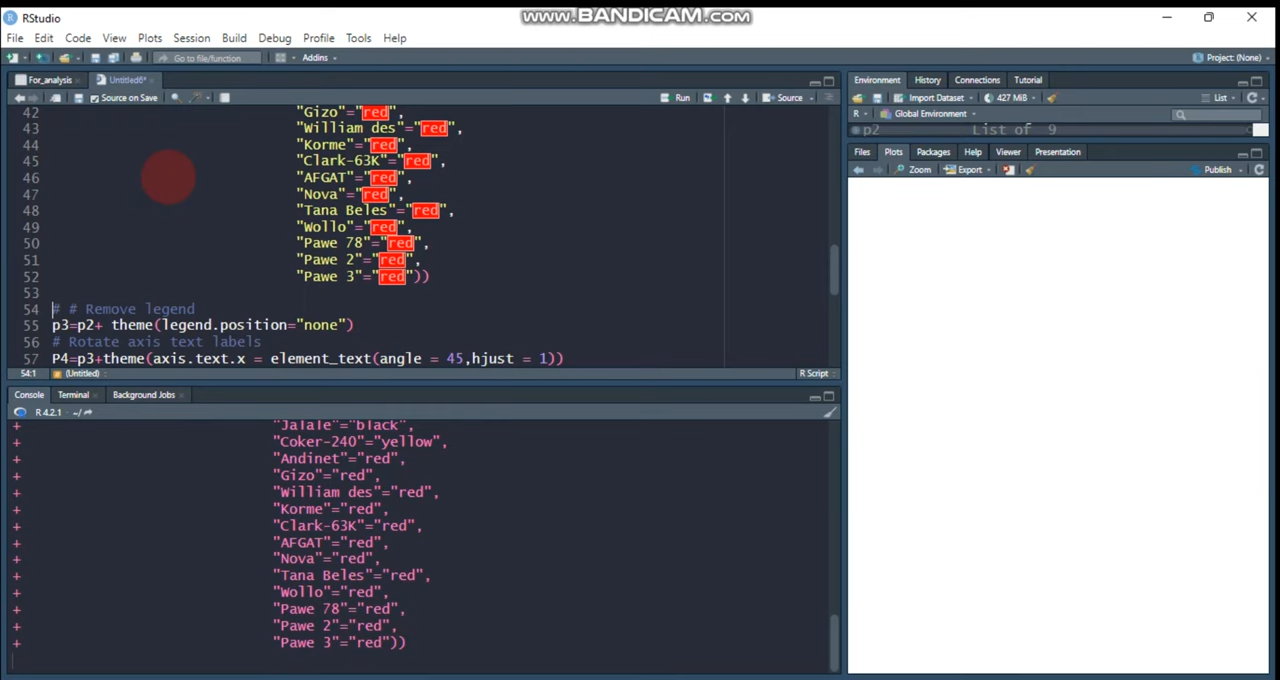 www.BANDICAM.com
RStudio
File Edit Code View Plots Session Build Debug Profile Tools Help
Go to file/function Addins Project: (None)
For_analysis Untitled6*
Source on Save Run Source
42 "Gizo"="red",
43 "William des"="red",
44 "Korme"="red",
45 "Clark-63K"="red",
46 "AFGAT"="red",
47 "Nova"="red",
48 "Tana Beles"="red",
49 "Wollo"="red",
50 "Pawe 78"="red",
51 "Pawe 2"="red",
52 "Pawe 3"="red"))
53
54 # # Remove legend
55 p3=p2+ theme(legend.position="none")
56 # Rotate axis text labels
57 P4=p3+theme(axis.text.x = element_text(angle = 45,hjust = 1))
54:1 (Untitled) R Script
Console Terminal Background Jobs
R 4.2.1 · ~/
+ "Jalale"="black",
+ "Coker-240"="yellow",
+ "Andinet"="red",
+ "Gizo"="red",
+ "William des"="red",
+ "Korme"="red",
+ "Clark-63K"="red",
+ "AFGAT"="red",
+ "Nova"="red",
+ "Tana Beles"="red",
+ "Wollo"="red",
+ "Pawe 78"="red",
+ "Pawe 2"="red",
+ "Pawe 3"="red"))
Environment History Connections Tutorial
Import Dataset 427 MiB List
R Global Environment
p2 List of 9
Files Plots Packages Help Viewer Presentation
Zoom Export Publish